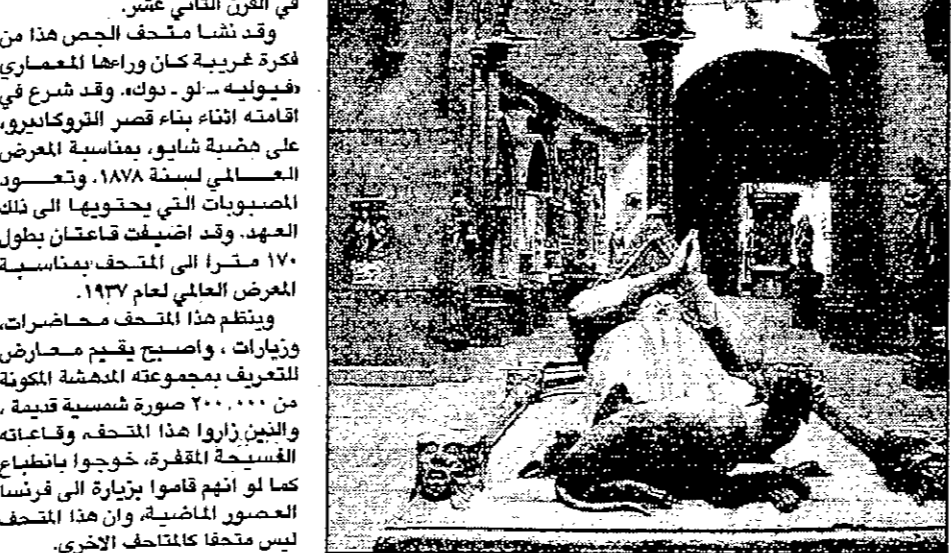 في القرن الثاني عشر.
وقد نشا متحف الجص هذا من
فكرة غريبة كان وراءها المعماري
«فيوليه ـ لو ـ دوك». وقد شرع في
اقامته اثناء بناء قصر التروكاديرو،
على هضبة شايو، بمناسبة المعرض
العالمي لسنة ١٨٧٨. وتعود
المصبوبات التي يحتويها الى ذلك
العهد. وقد اضيفت قاعتان بطول
١٧٠ مترا الى المتحف بمناسبة
المعرض العالمي لعام ١٩٣٧.
وينظم هذا المتحف محاضرات،
وزيارات ، واصبح يقيم معارض
للتعريف بمجموعته المدهشة المكونة
من ٢٠٠,٠٠٠ صورة شمسية قديمة ،
والذين زاروا هذا المتحف وقاعاته
الفسيحة المقفرة، خوجوا بانطباع
كما لو انهم قاموا بزيارة الى فرنسا
العصور الماضية، وان هذا المتحف
ليس متحفا كالمتاحف الاخرى.